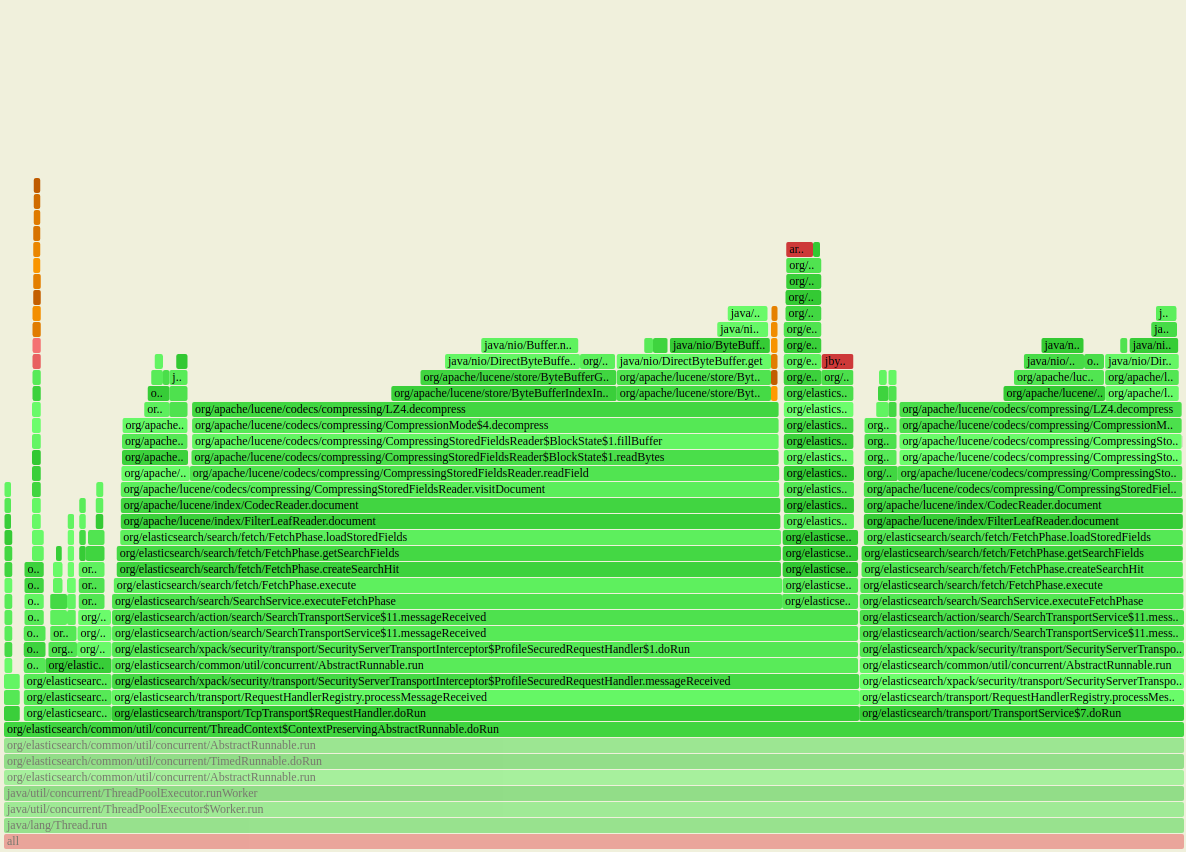 ar..
org/..
org/..
org/..
java/.. org/.. j..
java/ni.. org/e.. ja..
java/nio/Buffer.n.. java/nio/ByteBuff.. org/e.. java/n.. java/ni..
java/nio/DirectByteBuffe.. org/.. java/nio/DirectByteBuffer.get org/e.. jby.. java/nio/.. o.. java/nio/Dir..
j.. org/apache/lucene/store/ByteBufferG.. org/apache/lucene/store/Byt.. org/e.. org/.. org/apache/luc.. org/apache/l..
o.. org/apache/lucene/store/ByteBufferIndexIn.. org/apache/lucene/store/Byt.. org/elastics.. org/apache/lucene/.. org/apache/l..
or.. org/apache/lucene/codecs/compressing/LZ4.decompress org/elastics.. org/apache/lucene/codecs/compressing/LZ4.decompress
org/apache.. org/apache/lucene/codecs/compressing/CompressionMode$4.decompress org/elastics.. org.. org/apache/lucene/codecs/compressing/CompressionM..
org/apache.. org/apache/lucene/codecs/compressing/CompressingStoredFieldsReader$BlockState$1.fillBuffer org/elastics.. org.. org/apache/lucene/codecs/compressing/CompressingSto..
org/apache.. org/apache/lucene/codecs/compressing/CompressingStoredFieldsReader$BlockState$1.readBytes org/elastics.. org.. org/apache/lucene/codecs/compressing/CompressingSto..
org/apache/.. org/apache/lucene/codecs/compressing/CompressingStoredFieldsReader.readField org/elastics.. org/.. org/apache/lucene/codecs/compressing/CompressingSto..
org/apache/lucene/codecs/compressing/CompressingStoredFieldsReader.visitDocument org/elastics.. org/apache/lucene/codecs/compressing/CompressingStoredFiel..
org/apache/lucene/index/CodecReader.document org/elastics.. org/apache/lucene/index/CodecReader.document
org/apache/lucene/index/FilterLeafReader.document org/elastics.. org/apache/lucene/index/FilterLeafReader.document
org/elasticsearch/search/fetch/FetchPhase.loadStoredFields org/elasticse.. org/elasticsearch/search/fetch/FetchPhase.loadStoredFields
org/elasticsearch/search/fetch/FetchPhase.getSearchFields org/elasticse.. org/elasticsearch/search/fetch/FetchPhase.getSearchFields
o.. or.. org/elasticsearch/search/fetch/FetchPhase.createSearchHit org/elasticse.. org/elasticsearch/search/fetch/FetchPhase.createSearchHit
o.. or.. org/elasticsearch/search/fetch/FetchPhase.execute org/elasticse.. org/elasticsearch/search/fetch/FetchPhase.execute
o.. or.. org/elasticsearch/search/SearchService.executeFetchPhase org/elasticse.. org/elasticsearch/search/SearchService.executeFetchPhase
o.. org/.. org/elasticsearch/action/search/SearchTransportService$11.messageReceived org/elasticsearch/action/search/SearchTransportService$11.mess..
o.. or.. org/.. org/elasticsearch/action/search/SearchTransportService$11.messageReceived org/elasticsearch/action/search/SearchTransportService$11.mess..
o.. org.. org/.. org/elasticsearch/xpack/security/transport/SecurityServerTransportInterceptor$ProfileSecuredRequestHandler$1.doRun org/elasticsearch/xpack/security/transport/SecurityServerTranspo..
o.. org/elastic.. org/elasticsearch/common/util/concurrent/AbstractRunnable.run org/elasticsearch/common/util/concurrent/AbstractRunnable.run
org/elasticsearc.. org/elasticsearch/xpack/security/transport/SecurityServerTransportInterceptor$ProfileSecuredRequestHandler.messageReceived org/elasticsearch/xpack/security/transport/SecurityServerTranspo..
org/elasticsearc.. org/elasticsearch/transport/RequestHandlerRegistry.processMessageReceived org/elasticsearch/transport/RequestHandlerRegistry.processMes..
org/elasticsearc.. org/elasticsearch/transport/TcpTransport$RequestHandler.doRun org/elasticsearch/transport/TransportService$7.doRun
org/elasticsearch/common/util/concurrent/ThreadContext$ContextPreservingAbstractRunnable.doRun
org/elasticsearch/common/util/concurrent/AbstractRunnable.run
org/elasticsearch/common/util/concurrent/TimedRunnable.doRun
org/elasticsearch/common/util/concurrent/AbstractRunnable.run
java/util/concurrent/ThreadPoolExecutor.runWorker
java/util/concurrent/ThreadPoolExecutor$Worker.run
java/lang/Thread.run
all